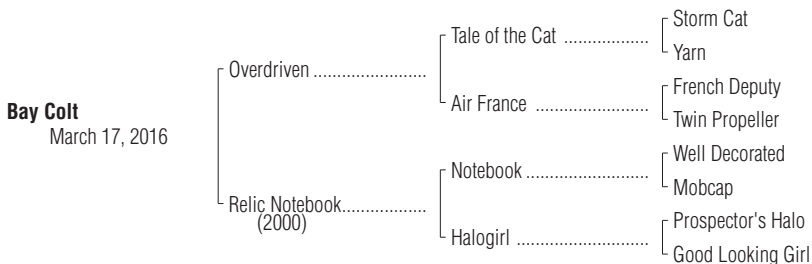 Storm Cat
Tale of the Cat ....................
Yarn
Overdriven ...........................
French Deputy
Air France ...........................
Twin Propeller
Bay Colt
March 17, 2016
Well Decorated
Notebook .............................
Mobcap
Relic Notebook....................
(2000)
Prospector's Halo
Halogirl ...............................
Good Looking Girl